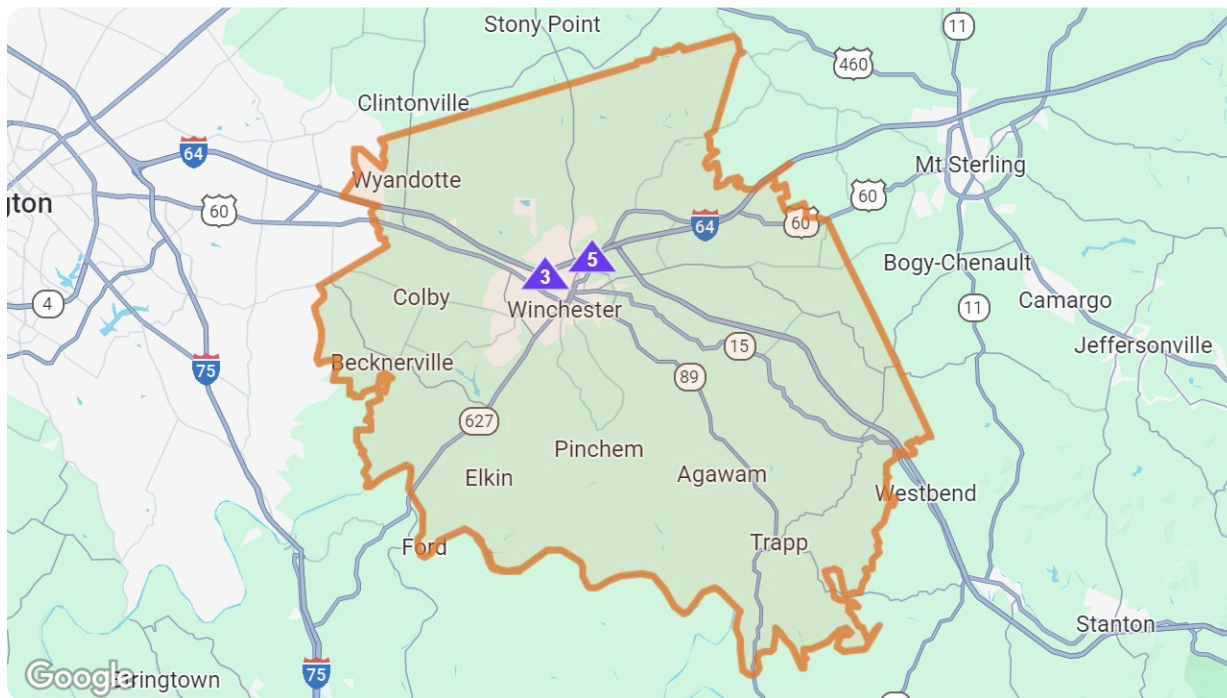 Stony Point
11
460
Clintonville
64
Mt Sterling
Wyandotte
60
gton
60
60
64
5
3
Bogy-Chenault
Colby
Winchester
4
Camargo
11
Jeffersonville
15
Becknerville
75
89
627
Pinchem
Elkin
Agawam
Westbend
Ford
Trapp
Stanton
Google
75
11